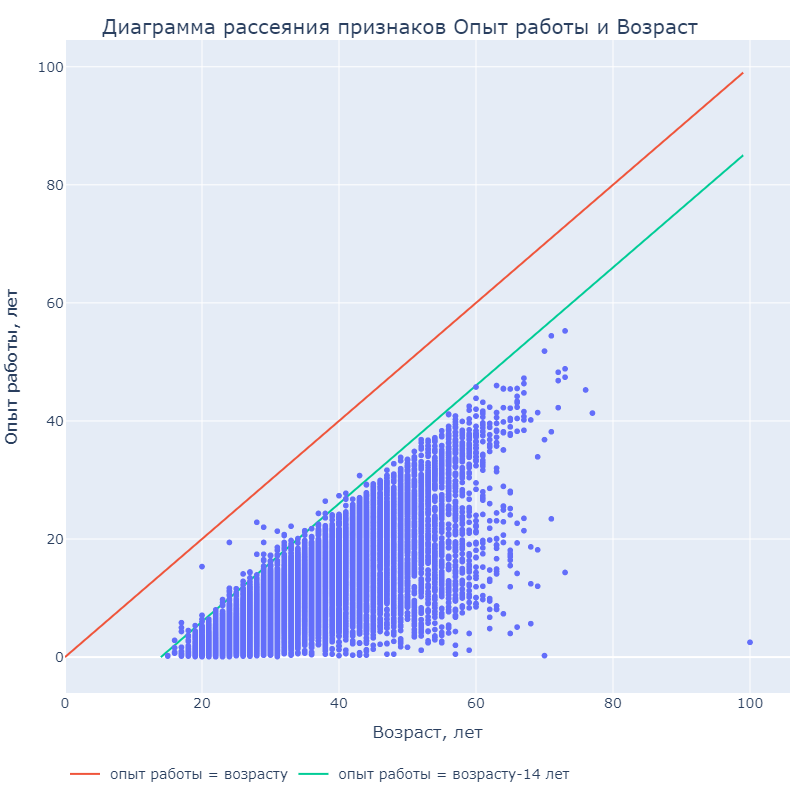 Диаграмма рассеяния признаков Опыт работы и Возраст
100
80
60
40
20
0
Опыт работы, лет
0 20 40 60 80 100
Возраст, лет
опыт работы = возрасту опыт работы = возрасту-14 лет